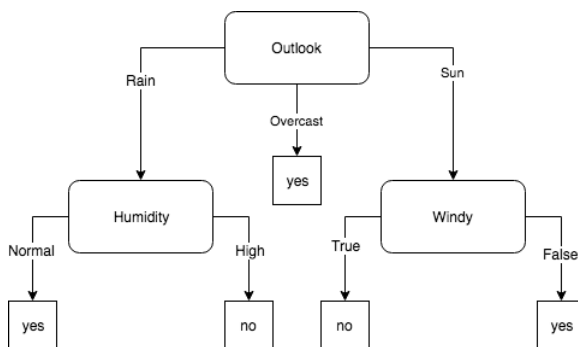 Outlook
Rain
Sun
Overcast
yes
Humidity
Windy
Normal
High
True
False
yes
no
no
yes